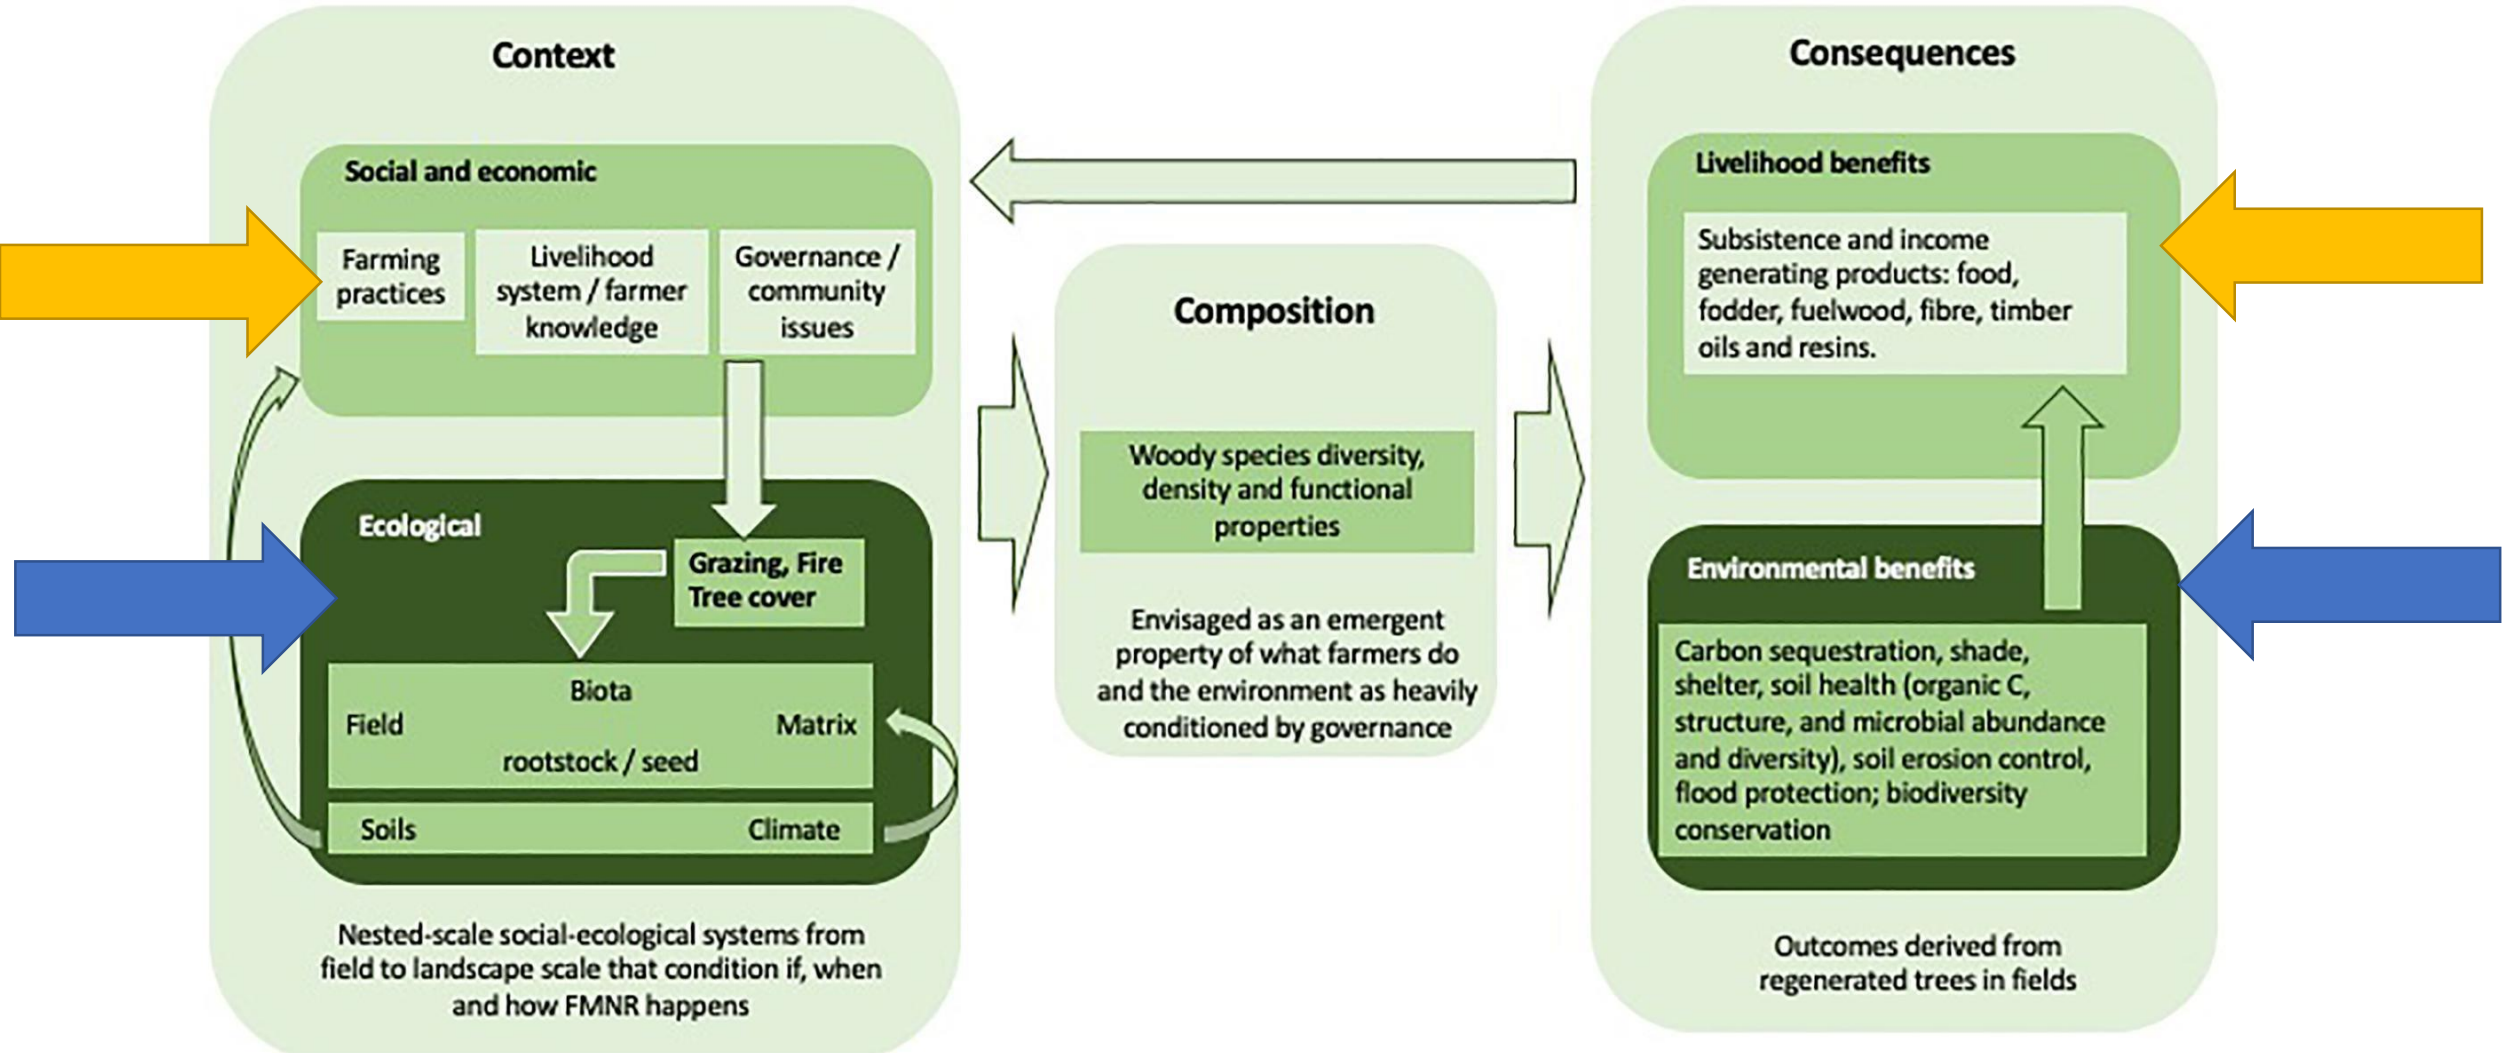 Context
Social and economic
Farming
practices
Livelihood
system / farmer
knowledge
Governance /
community
issues
Ecological
Grazing, Fire
Tree cover
Biota
Field
Matrix
rootstock / seed
Soils
Climate
Nested-scale social-ecological systems from
field to landscape scale that condition if, when
and how FMNR happens
Composition
Woody species diversity,
density and functional
properties
Envisaged as an emergent
property of what farmers do
and the environment as heavily
conditioned by governance
Consequences
Livelihood benefits
Subsistence and income
generating products: food,
fodder, fuelwood, fibre, timber
oils and resins.
Environmental benefits
Carbon sequestration, shade,
shelter, soil health (organic C,
structure, and microbial abundance
and diversity), soil erosion control,
flood protection; biodiversity
conservation
Outcomes derived from
regenerated trees in fields